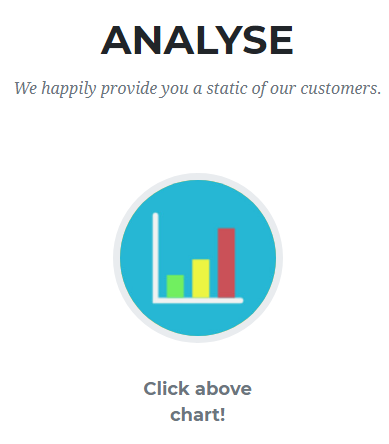 ANALYSE
We happily provide you a static of our customers.
Click above
chart!